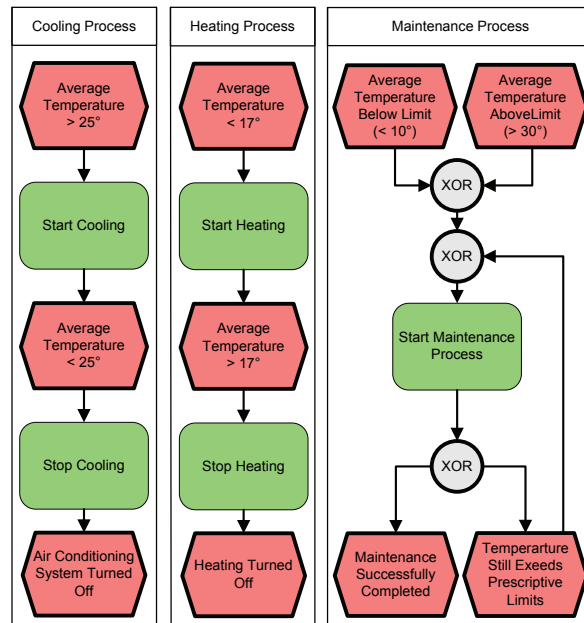 Cooling Process
Average
Temperature
> 25°
Start Cooling
Average
Temperature
< 25°
Stop Cooling
Air Conditioning
System Turned
Off
Heating Process
Average
Temperature
< 17°
Start Heating
Average
Temperature
> 17°
Stop Heating
Heating Turned
Off
Maintenance Process
Average
Temperature
Below Limit
(< 10°)
Average
Temperature
AboveLimit
(> 30°)
XOR
XOR
Start Maintenance
Process
XOR
Maintenance
Successfully
Completed
Temperarture
Still Exeeds
Prescriptive
Limits